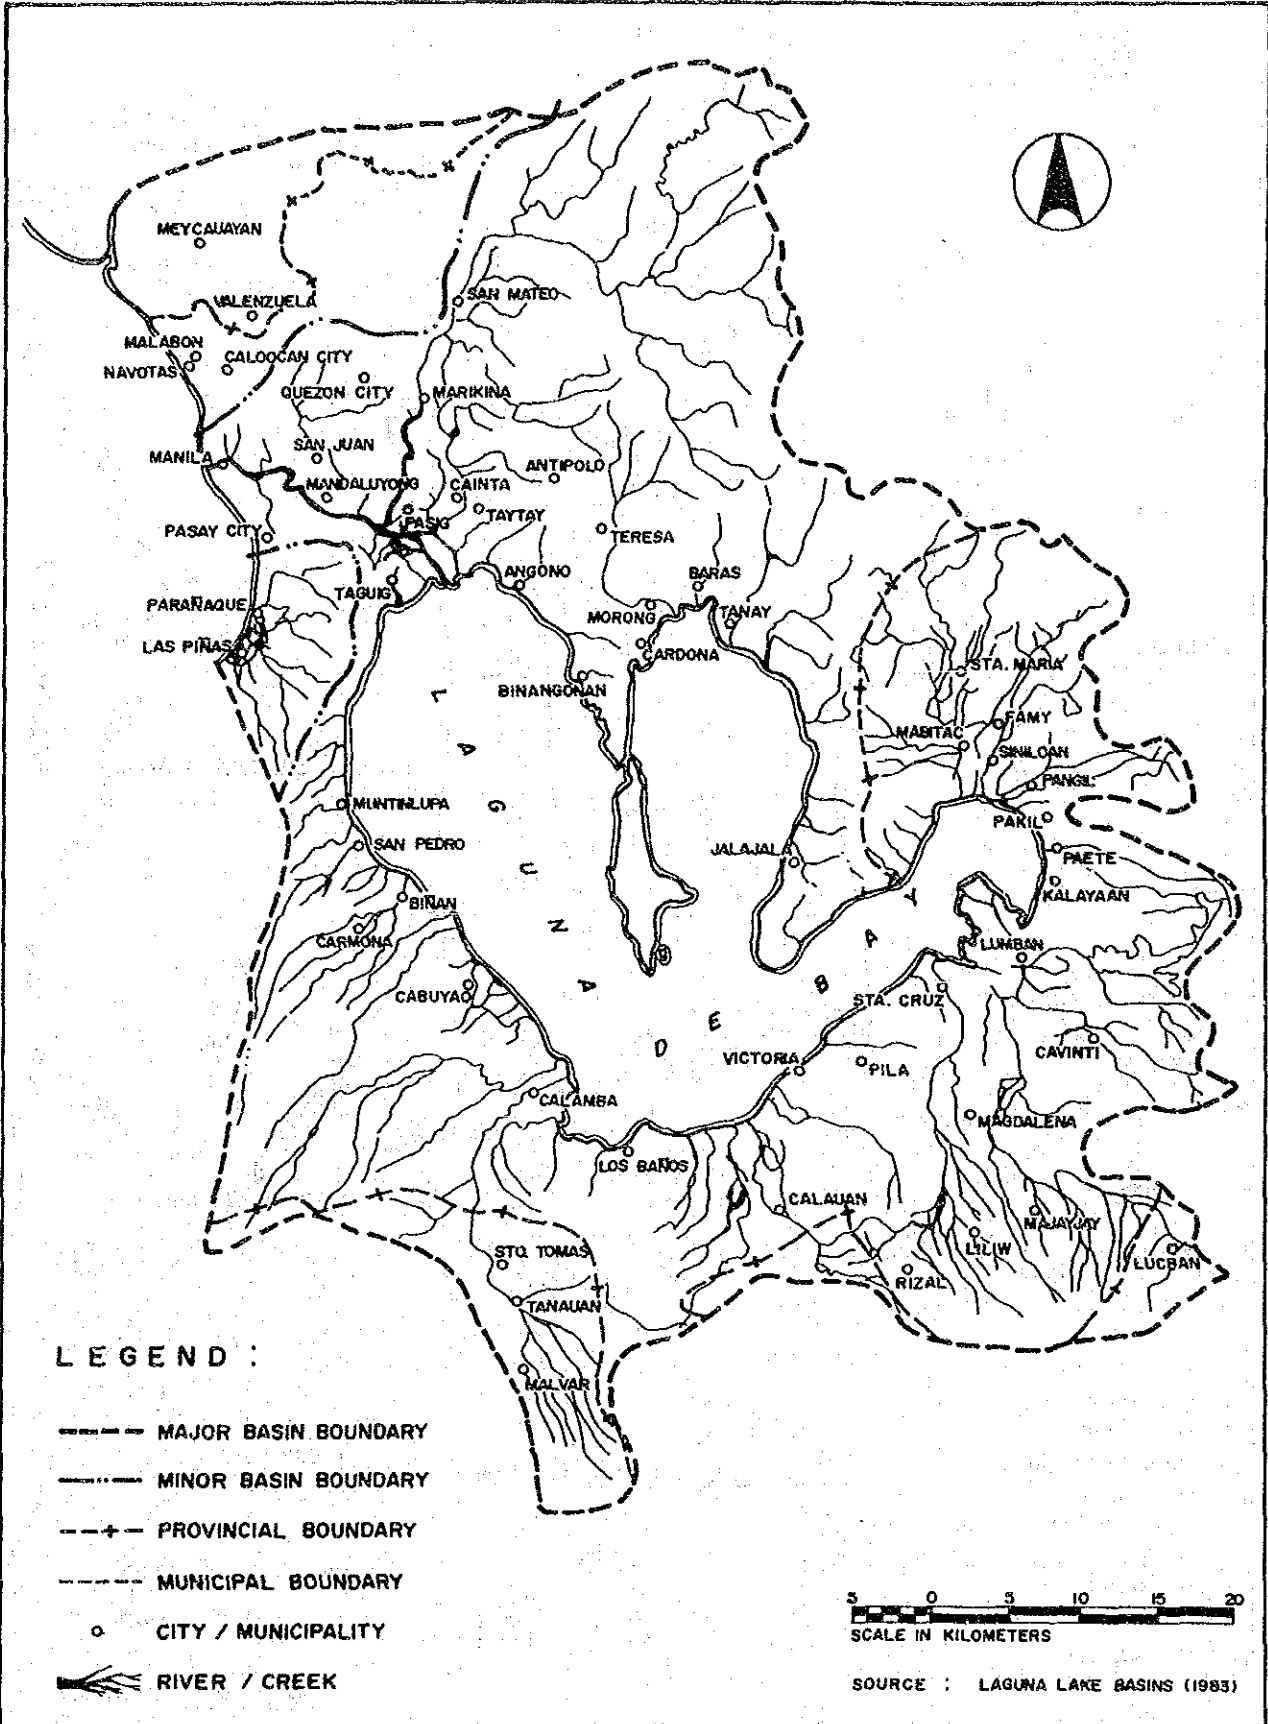 MEYCAUAYAN
VALENZUELA
SAN MATEO
MALABON
NAVOTAS
CALOOCAN CITY
QUEZON CITY
MARIKINA
MANILA
SAN JUAN
ANTIPOLO
MANDALUYONG
CAINTA
PASIG
TAYTAY
PASAY CITY
TERESA
TAGUIG
ANGONO
BARAS
PARAÑAQUE
MORONG
TANAY
LAS PIÑAS
CARDONA
STA. MARIA
BINANGONAN
FAMY
MABITAC
SINILOAN
PANGIL
MUNTINLUPA
PAKIL
SAN PEDRO
JALAJALA
PAETE
KALAYAAN
BIÑAN
CARMONA
LUMBAN
CABUYAO
STA. CRUZ
LAGUNA DE BAY
VICTORIA
PILA
CAVINTI
CALAMBA
MAGDALENA
LOS BAÑOS
CALAUAN
MAJAYJAY
STO. TOMAS
LILIW
LUCBAN
RIZAL
TANAUAN
MALVAR
LEGEND :
MAJOR BASIN BOUNDARY
MINOR BASIN BOUNDARY
PROVINCIAL BOUNDARY
MUNICIPAL BOUNDARY
CITY / MUNICIPALITY
RIVER / CREEK
5 0 5 10 15 20
SCALE IN KILOMETERS
SOURCE : LAGUNA LAKE BASINS (1983)